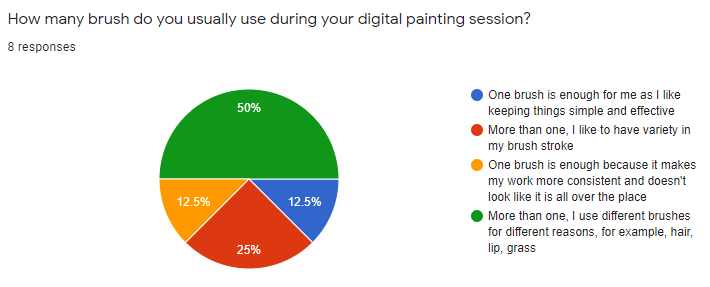 How many brush do you usually use during your digital painting session?
8 responses
50%
12.5%
12.5%
25%
One brush is enough for me as I like
keeping things simple and effective
More than one, I like to have variety in
my brush stroke
One brush is enough because it makes
my work more consistent and doesn't
look like it is all over the place
More than one, I use different brushes
for different reasons, for example, hair,
lip, grass